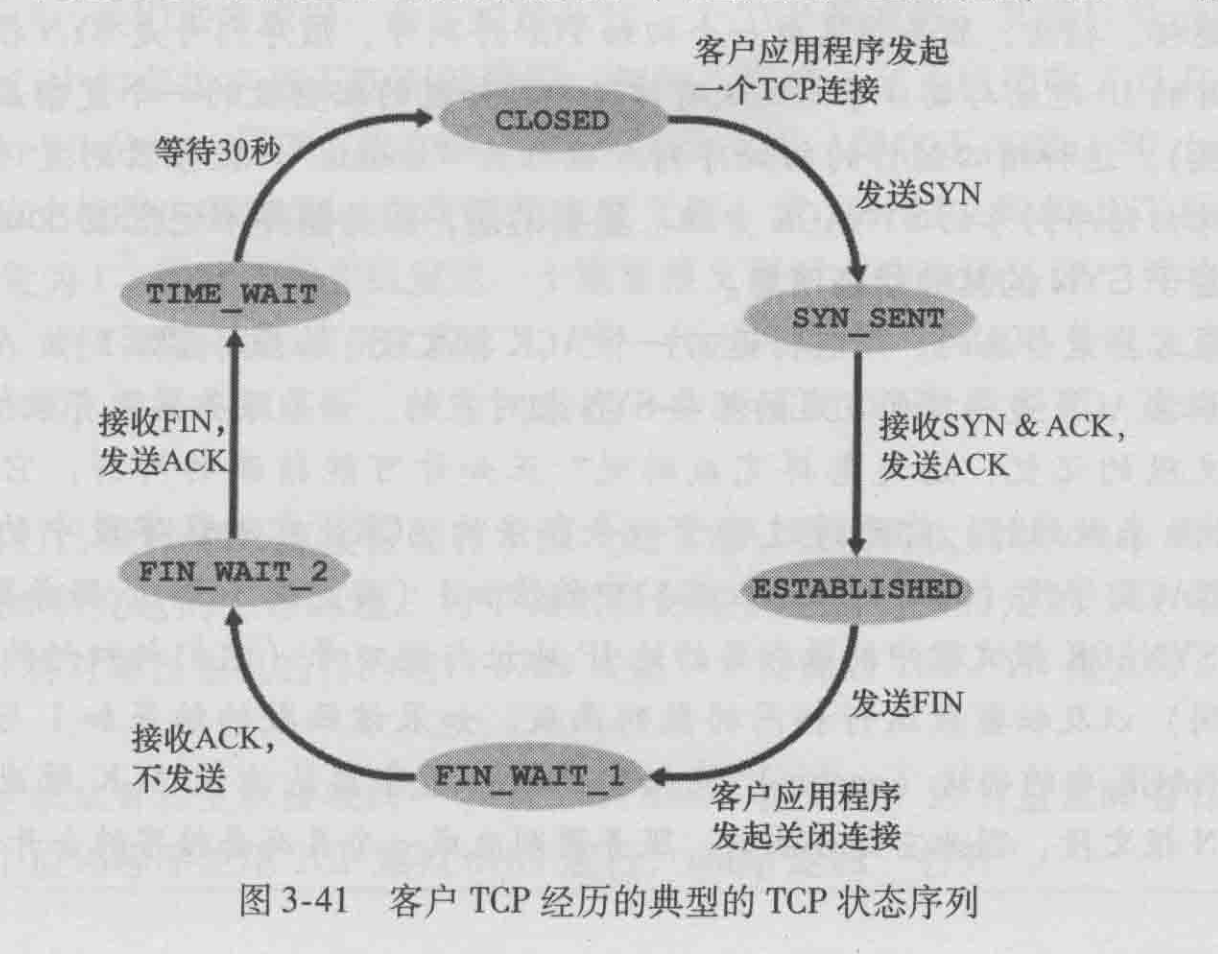 客户应用程序发起
一个TCP连接
CLOSED
等待30秒
发送SYN
TIME_WAIT
SYN_SENT
接收FIN，
发送ACK
接收SYN & ACK，
发送ACK
FIN_WAIT_2
ESTABLISHED
发送FIN
接收ACK，
不发送
FIN_WAIT_1
客户应用程序
发起关闭连接
图 3-41 客户 TCP 经历的典型的 TCP 状态序列